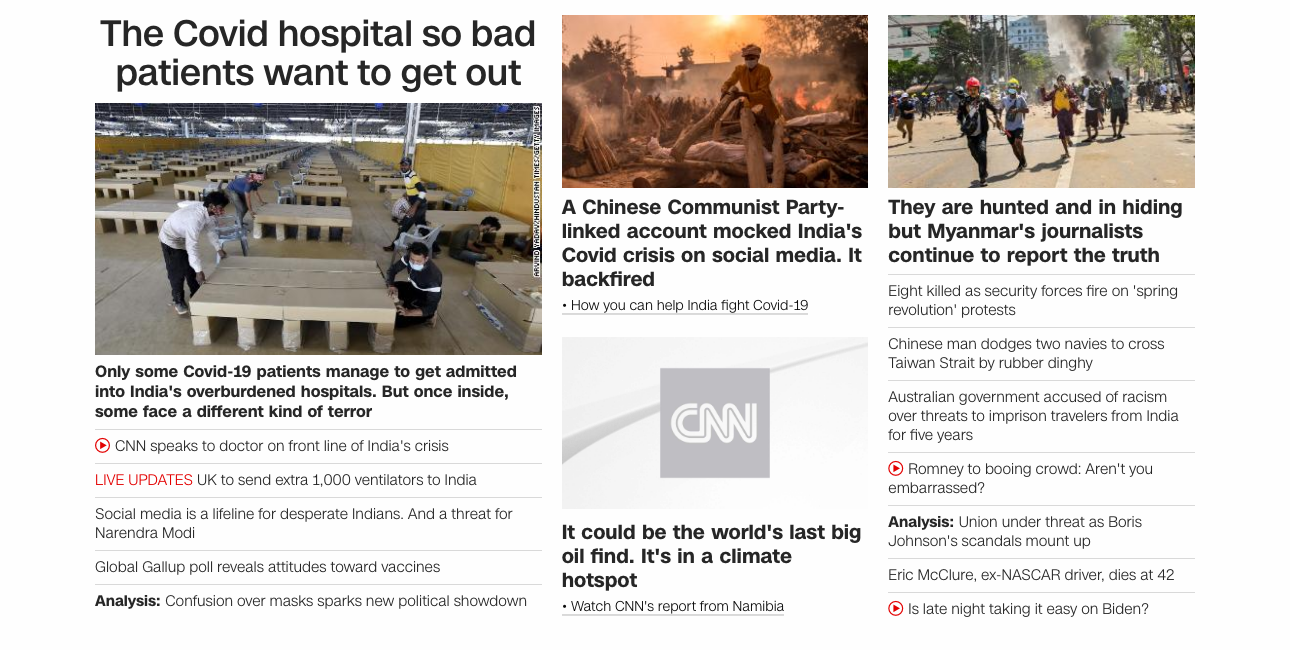 The Covid hospital so bad
patients want to get out
ARVIND YADAV/HINDUSTAN TIMES/GETTY IMAGES
Only some Covid-19 patients manage to get admitted
into India's overburdened hospitals. But once inside,
some face a different kind of terror
CNN speaks to doctor on front line of India's crisis
LIVE UPDATES UK to send extra 1,000 ventilators to India
Social media is a lifeline for desperate Indians. And a threat for
Narendra Modi
Global Gallup poll reveals attitudes toward vaccines
Analysis: Confusion over masks sparks new political showdown
A Chinese Communist Party-
linked account mocked India's
Covid crisis on social media. It
backfired
• How you can help India fight Covid-19
CNN
It could be the world's last big
oil find. It's in a climate
hotspot
• Watch CNN's report from Namibia
They are hunted and in hiding
but Myanmar's journalists
continue to report the truth
Eight killed as security forces fire on 'spring
revolution' protests
Chinese man dodges two navies to cross
Taiwan Strait by rubber dinghy
Australian government accused of racism
over threats to imprison travelers from India
for five years
Romney to booing crowd: Aren't you
embarrassed?
Analysis: Union under threat as Boris
Johnson's scandals mount up
Eric McClure, ex-NASCAR driver, dies at 42
Is late night taking it easy on Biden?